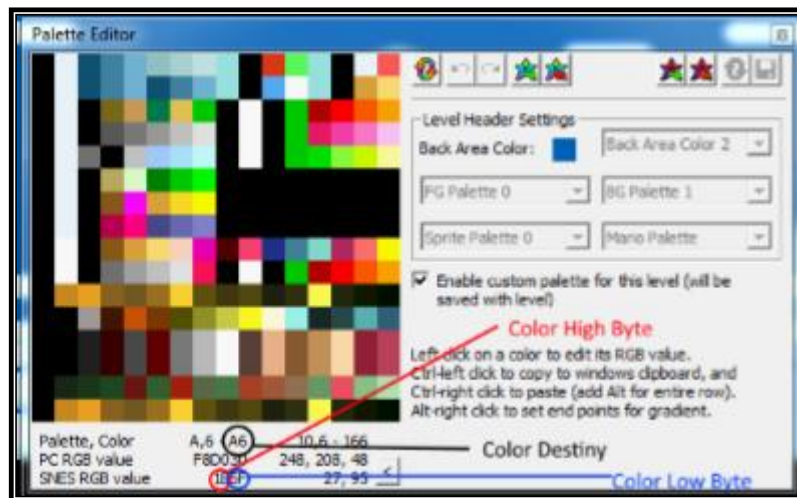 Palette Editor
Level Header Settings
Back Area Color:
Back Area Color 2
FG Palette 0
BG Palette 1
Sprite Palette 0
Mario Palette
Enable custom palette for this level (will be
saved with level)
Color High Byte
Left click on a color to edit its RGB value.
Ctrl-left click to copy to windows clipboard, and
Ctrl-right click to paste (add Alt for entire row).
Alt-right click to set end points for gradient.
Palette, Color A,6 A6 10,6 - 166
Color Destiny
PC RGB value F8D030 248, 208, 48
SNES RGB value 1B5F 27, 95 <
Color Low Byte